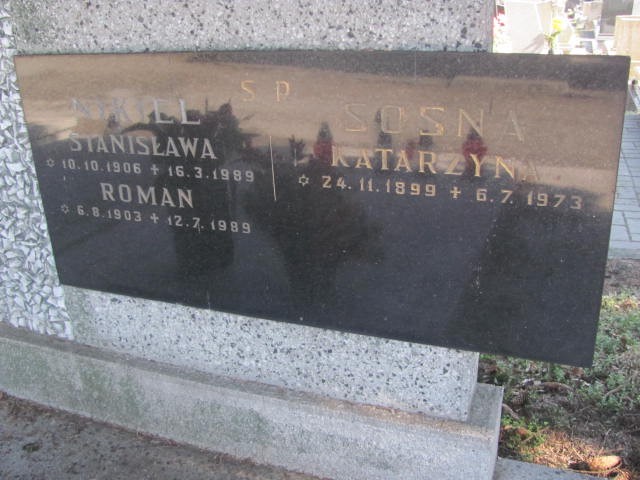 S P
NIKIEL
STANISŁAWA
✡ 10.10.1906 + 16.3.1989
ROMAN
✡ 6.8.1903 + 12.7.1989
SOSNA
KATARZYNA
✡ 24.11.1899 + 6.7.1973